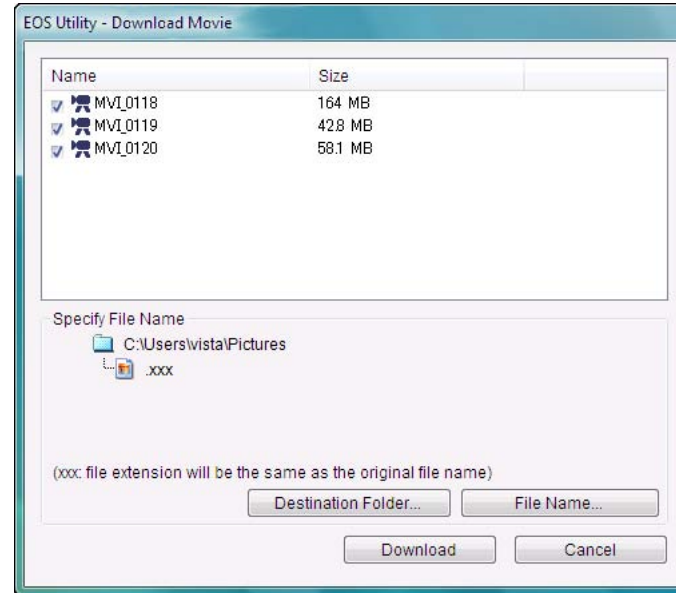 EOS Utility - Download Movie
Name Size
MVI_0118 164 MB
MVI_0119 42.8 MB
MVI_0120 58.1 MB
Specify File Name
C:\Users\vista\Pictures
.xxx
(xxx: file extension will be the same as the original file name)
Destination Folder... File Name...
Download Cancel